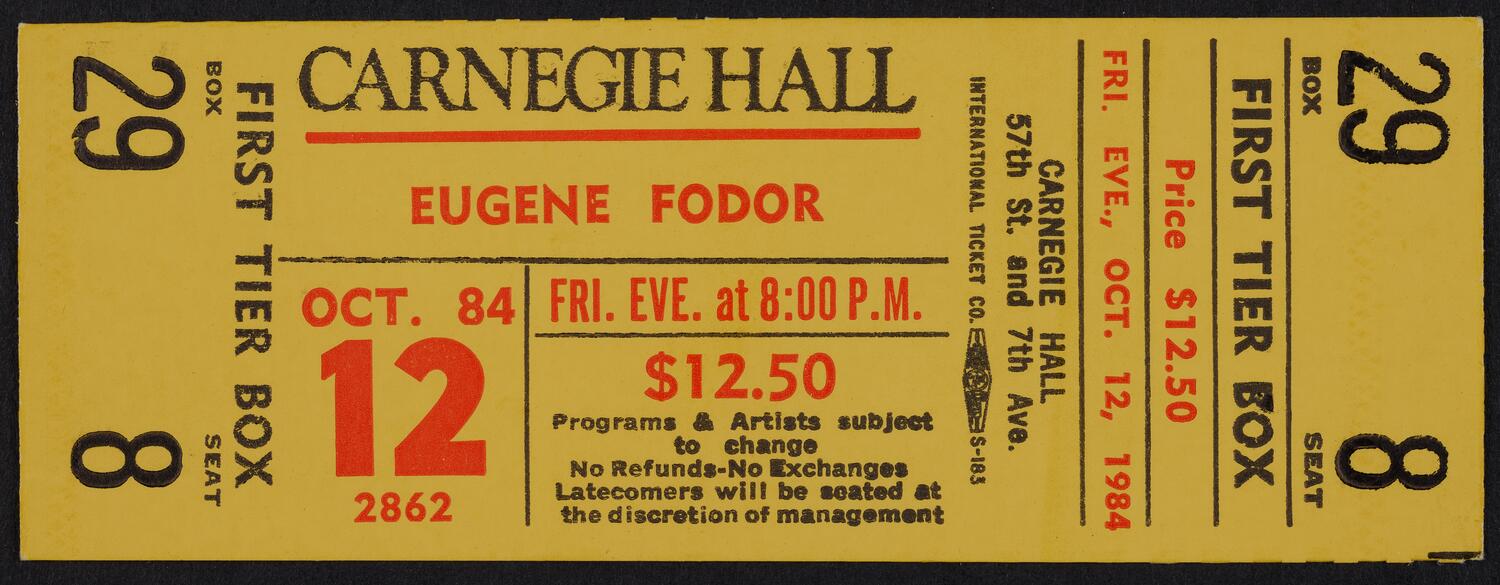 29
BOX
8
SEAT
FIRST TIER BOX
CARNEGIE HALL
EUGENE FODOR
OCT. 84
12
2862
FRI. EVE. at 8:00 P.M.
$12.50
Programs & Artists subject
to change
No Refunds-No Exchanges
Latecomers will be seated at
the discretion of management
INTERNATIONAL TICKET CO. S-183
CARNEGIE HALL
57th St. and 7th Ave.
FRI. EVE., OCT. 12, 1984
Price $12.50
FIRST TIER BOX
BOX
29
SEAT
8